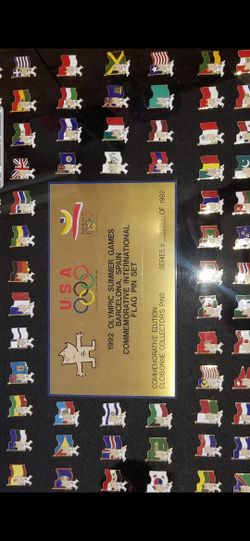 USA
1992 OLYMPIC SUMMER GAMES
BARCELONA, SPAIN
COMMEMORATIVE INTERNATIONAL
FLAG PIN SET
COMMEMORATIVE EDITION
CLOISONNE COLLECTOR'S PINS
SERIES
OF 1992